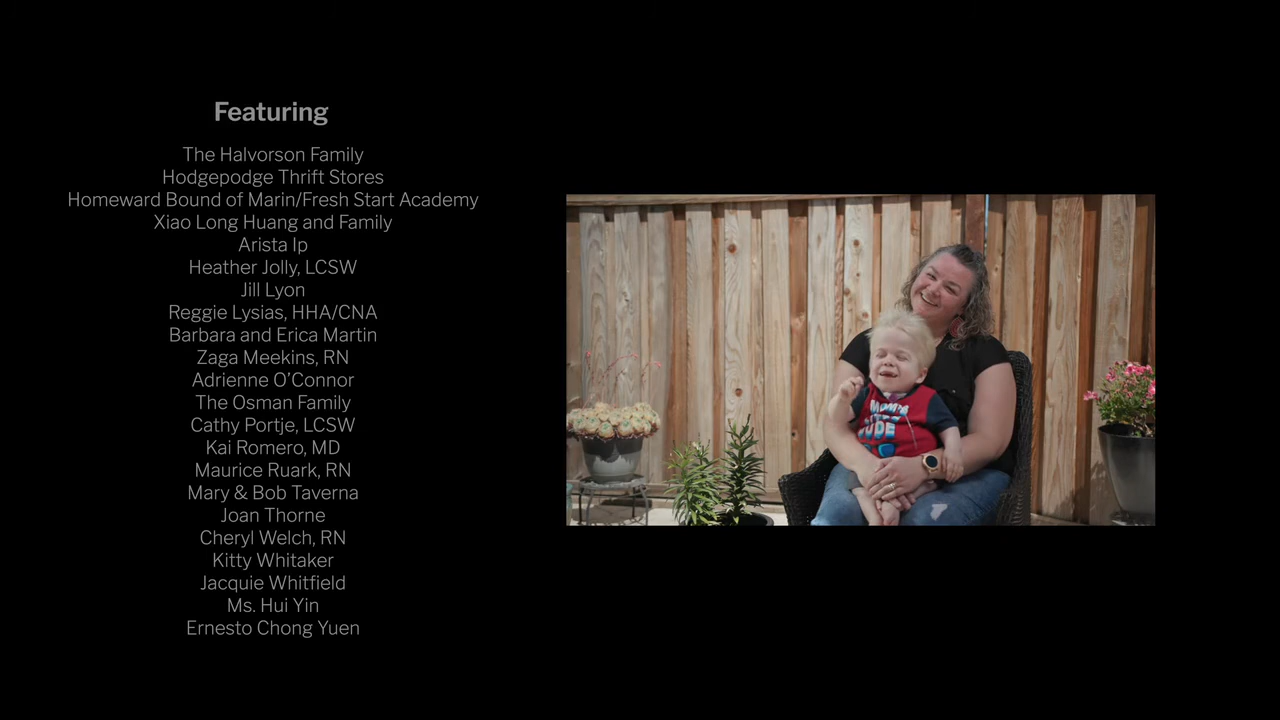 Featuring
The Halvorson Family
Hodgepodge Thrift Stores
Homeward Bound of Marin/Fresh Start Academy
Xiao Long Huang and Family
Arista Ip
Heather Jolly, LCSW
Jill Lyon
Reggie Lysias, HHA/CNA
Barbara and Erica Martin
Zaga Meekins, RN
Adrienne O’Connor
The Osman Family
Cathy Portje, LCSW
Kai Romero, MD
Maurice Ruark, RN
Mary & Bob Taverna
Joan Thorne
Cheryl Welch, RN
Kitty Whitaker
Jacquie Whitfield
Ms. Hui Yin
Ernesto Chong Yuen